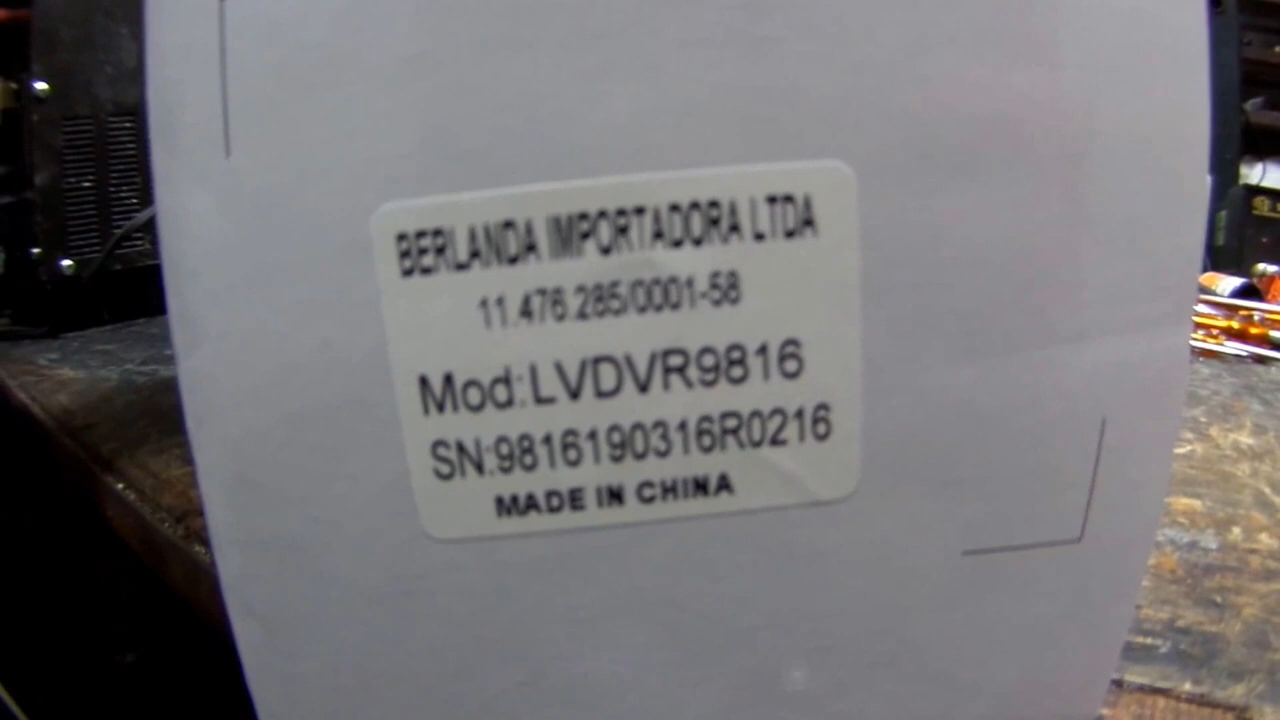 BERLANDA IMPORTADORA LTDA
11.476.285/0001-58
Mod:LVDVR9816
SN:9816190316R0216
MADE IN CHINA